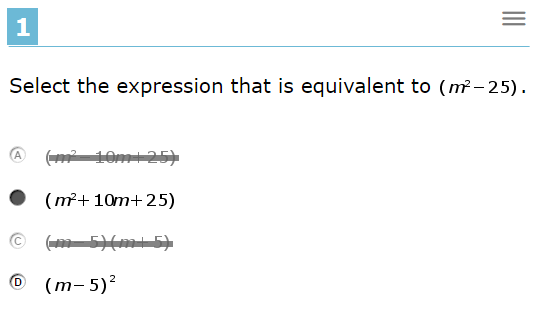 1
Select the expression that is equivalent to (m²−25).
A (m²−10m+25)
(m²+10m+25)
C (m−5)(m+5)
D (m−5)²